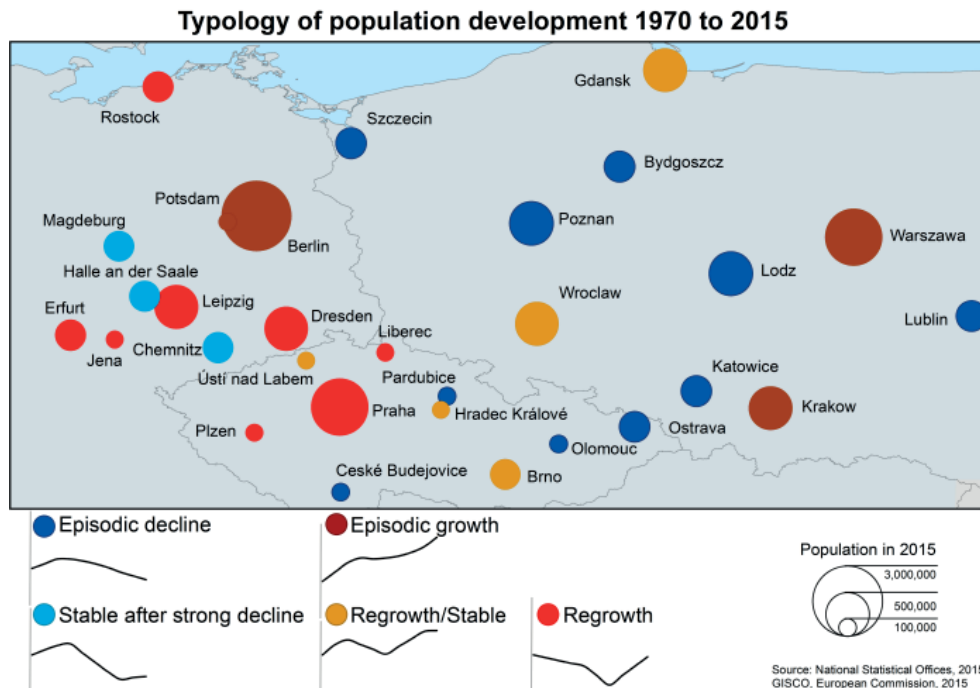 Typology of population development 1970 to 2015
Gdansk
Rostock
Szczecin
Bydgoszcz
Potsdam
Magdeburg
Poznan
Berlin
Warszawa
Halle an der Saale
Lodz
Wroclaw
Erfurt
Leipzig
Dresden
Lublin
Liberec
Jena
Chemnitz
Katowice
Ústí nad Labem
Pardubice
Praha
Hradec Králové
Krakow
Plzen
Ostrava
Olomouc
Ceské Budejovice
Brno
Episodic decline
Episodic growth
Population in 2015
3,000,000
500,000
100,000
Stable after strong decline
Regrowth/Stable
Regrowth
Source: National Statistical Offices, 2015
GISCO, European Commission, 2015